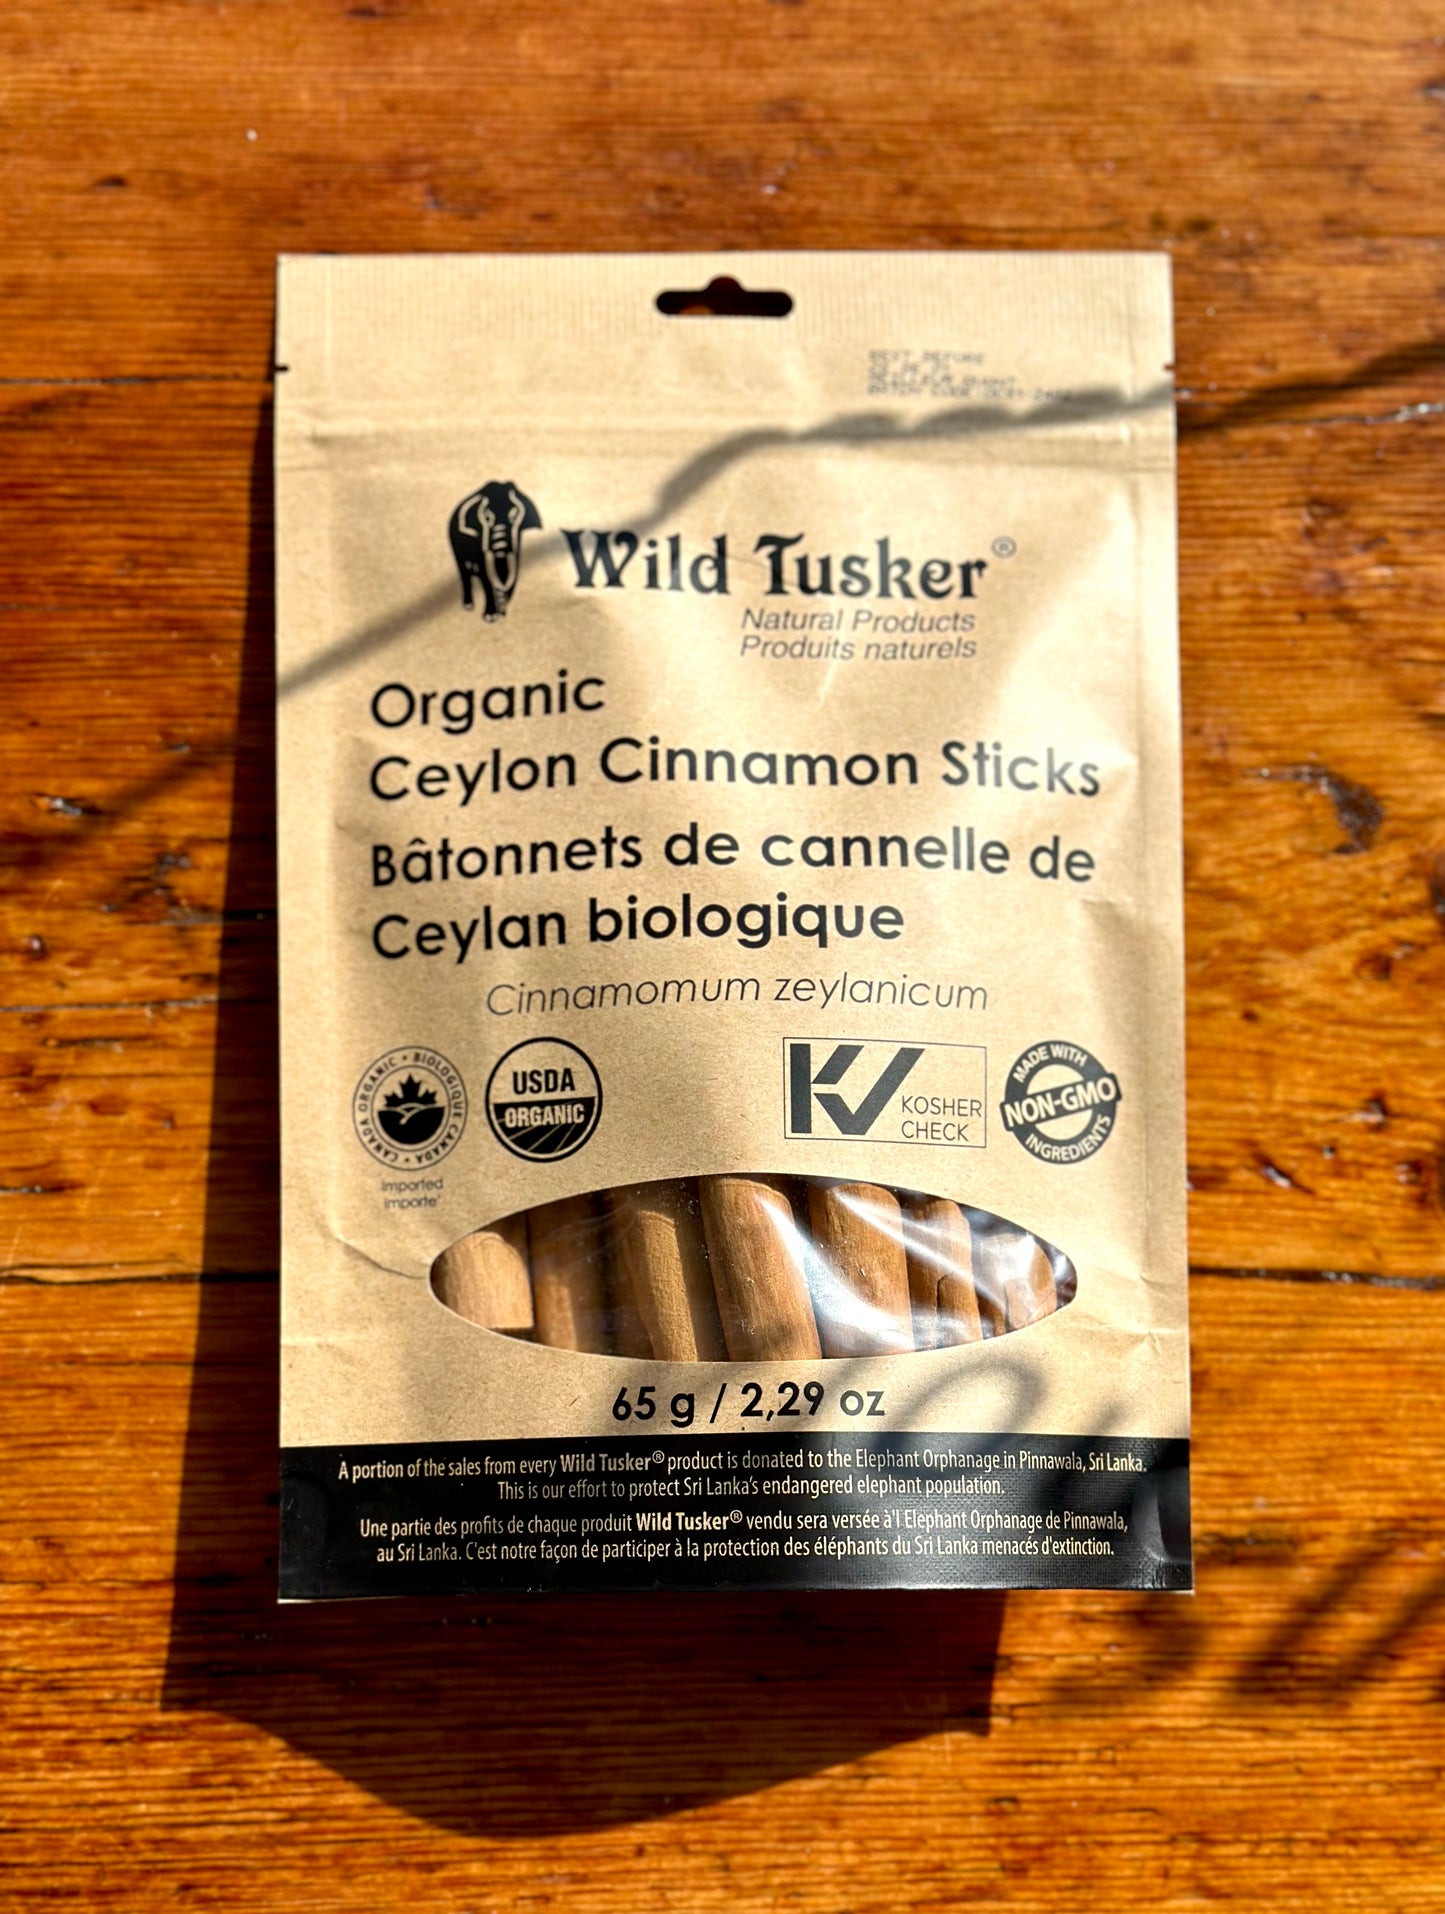 BEST BEFORE
Wild Tusker®
Natural Products
Produits naturels
Organic
Ceylon Cinnamon Sticks
Bâtonnets de cannelle de
Ceylan biologique
Cinnamomum zeylanicum
CANADA ORGANIC • BIOLOGIQUE CANADA
Imported
Importe'
USDA
ORGANIC
KOSHER
CHECK
MADE WITH
NON-GMO
INGREDIENTS
65 g / 2,29 oz
A portion of the sales from every Wild Tusker® product is donated to the Elephant Orphanage in Pinnawala, Sri Lanka.
This is our effort to protect Sri Lanka's endangered elephant population.
Une partie des profits de chaque produit Wild Tusker® vendu sera versée à'l Elephant Orphanage de Pinnawala,
au Sri Lanka. C'est notre façon de participer à la protection des éléphants du Sri Lanka menacés d'extinction.